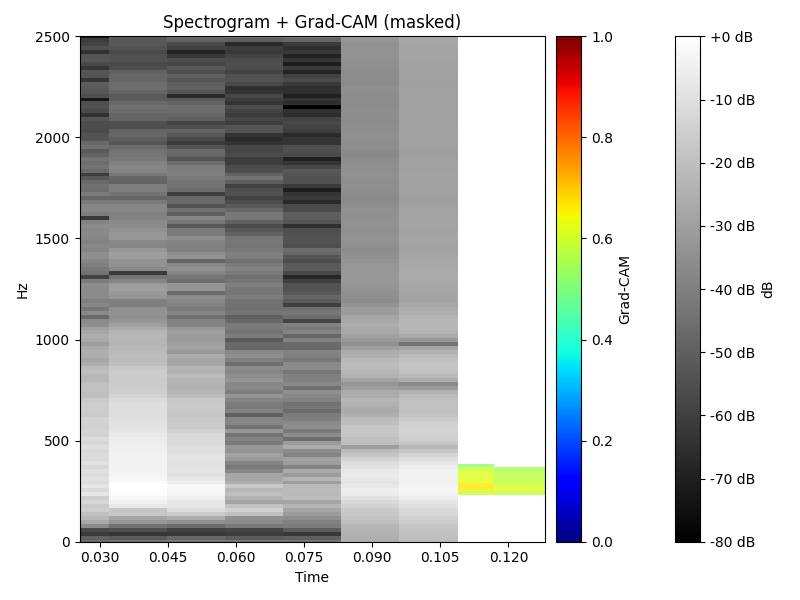 Spectrogram + Grad-CAM (masked)
2500
2000
1500
1000
500
0
Hz
0.030 0.045 0.060 0.075 0.090 0.105 0.120
Time
1.0
0.8
0.6
0.4
0.2
0.0
Grad-CAM
+0 dB
-10 dB
-20 dB
-30 dB
-40 dB
-50 dB
-60 dB
-70 dB
-80 dB
dB